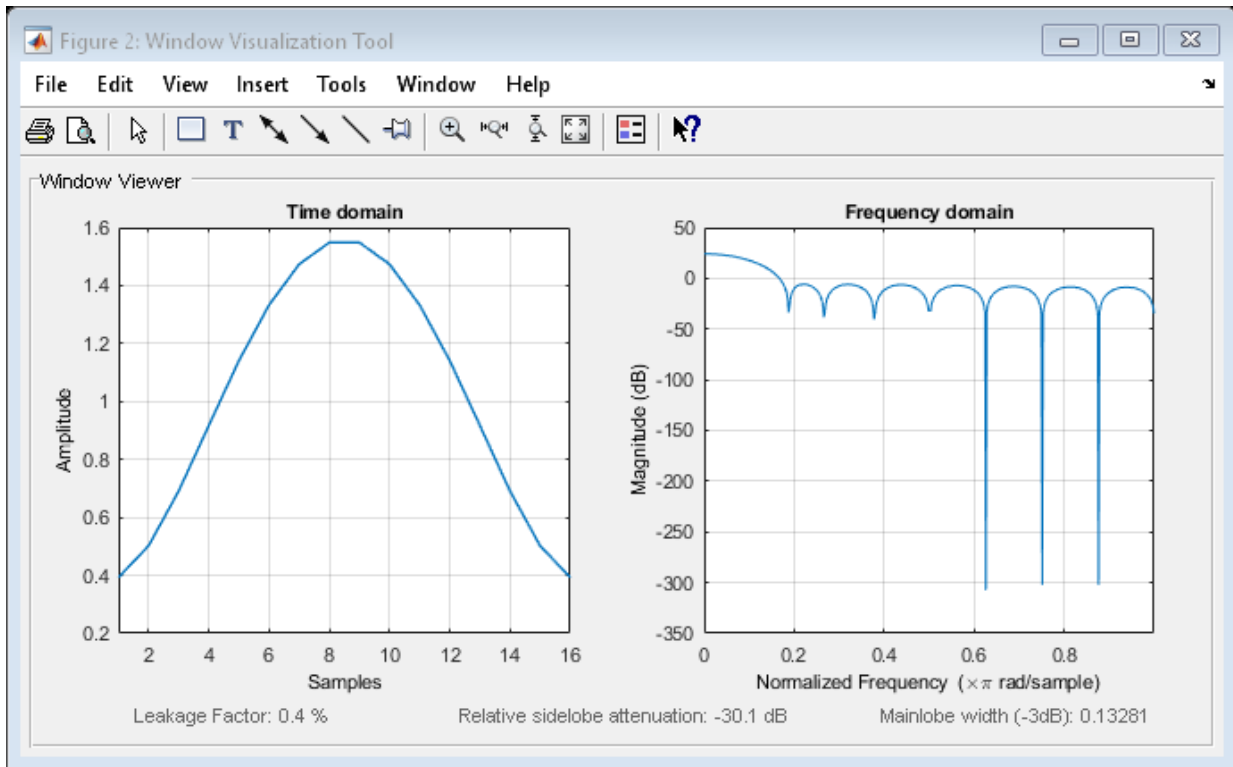 Figure 2: Window Visualization Tool
File Edit View Insert Tools Window Help
T
?
Window Viewer
Time domain
1.6
1.4
1.2
1
0.8
0.6
0.4
0.2
Amplitude
2 4 6 8 10 12 14 16
Samples
Frequency domain
50
0
-50
-100
-150
-200
-250
-300
-350
Magnitude (dB)
0 0.2 0.4 0.6 0.8
Normalized Frequency (×π rad/sample)
Leakage Factor: 0.4 % Relative sidelobe attenuation: -30.1 dB Mainlobe width (-3dB): 0.13281